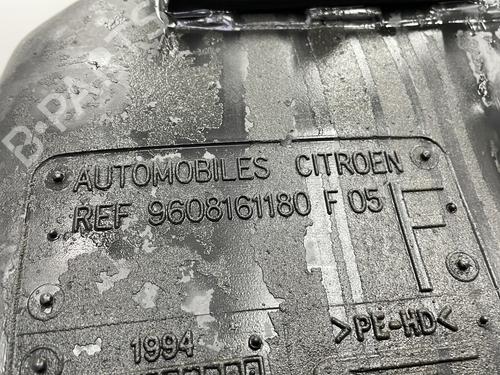 B-PARTS
AUTOMOBILES CITROEN
REF 9608161180 F 05
F
>PE-HD<
1994